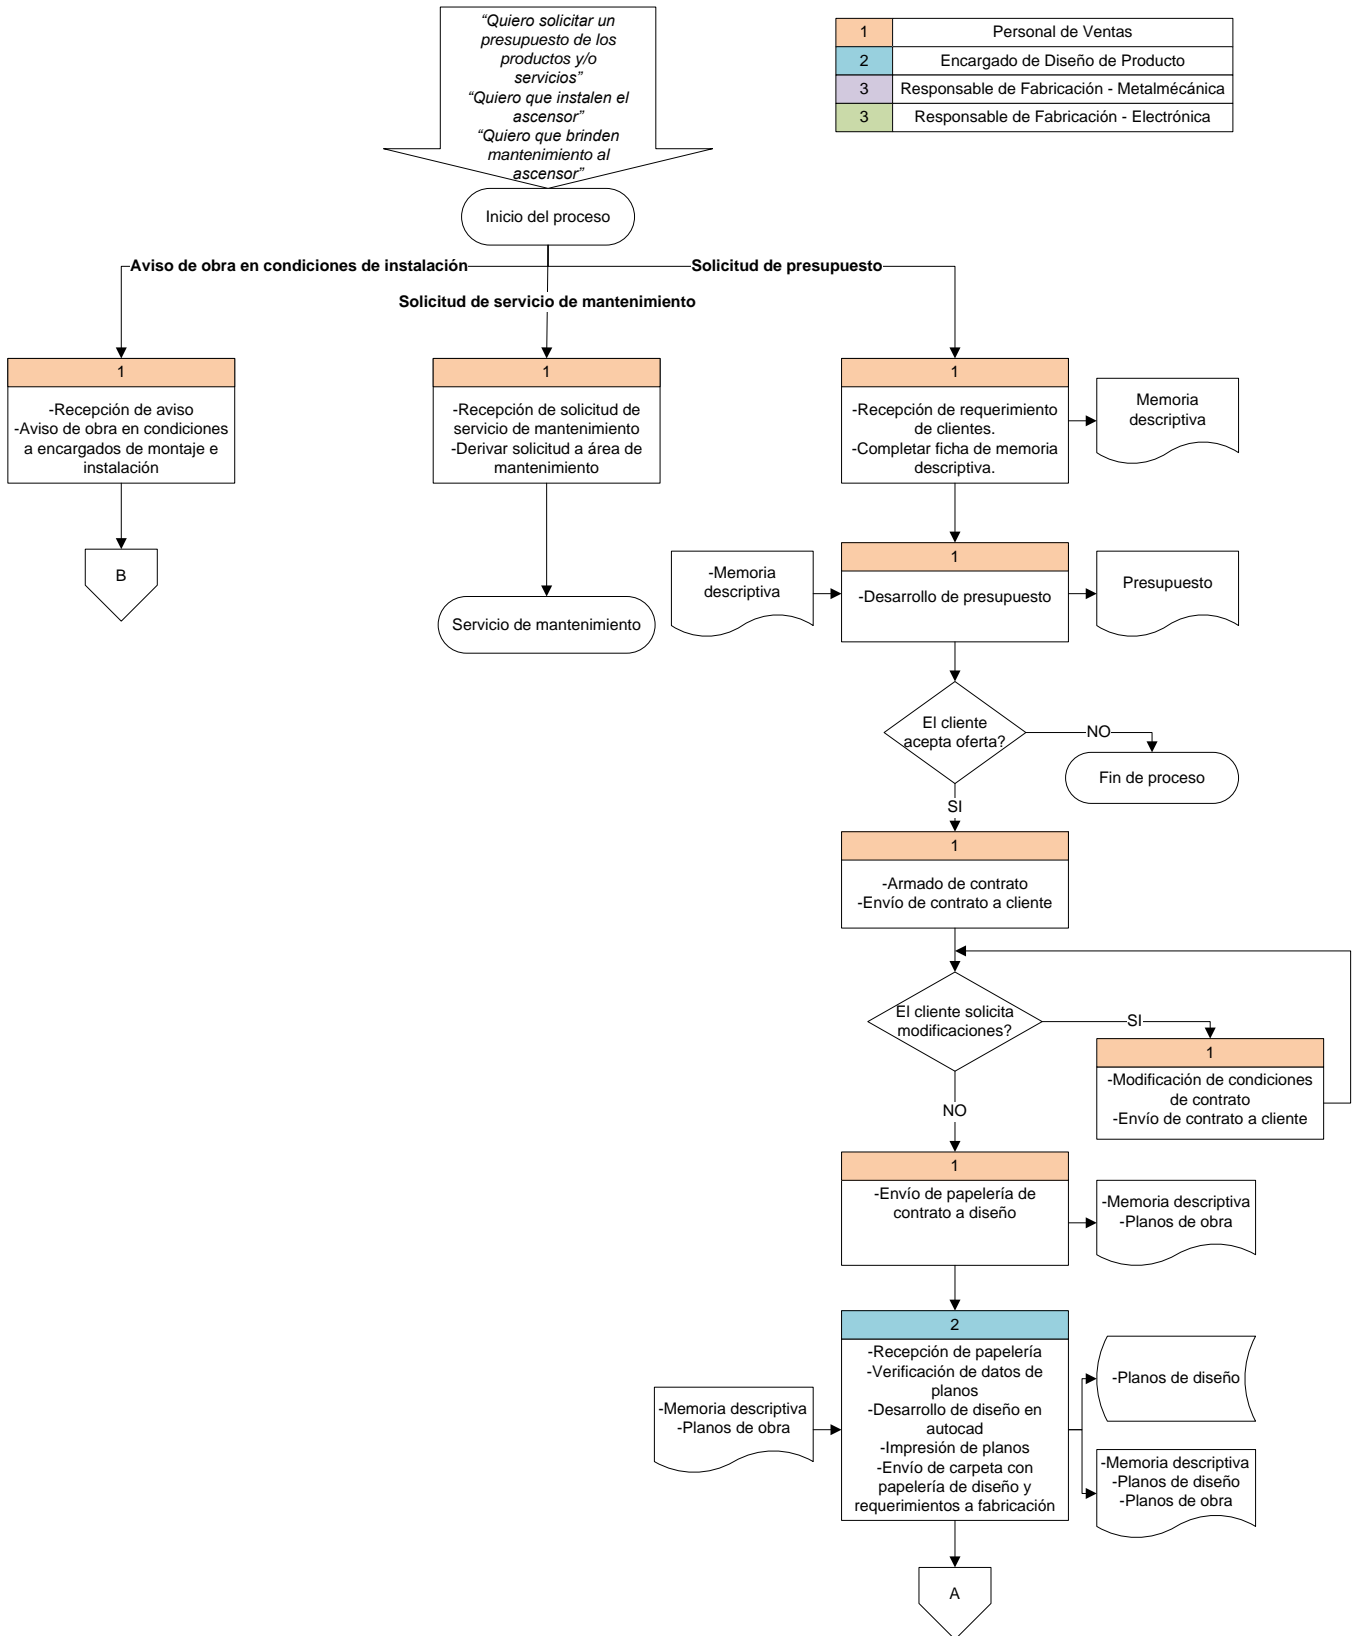 “Quiero solicitar un
presupuesto de los
productos y/o
servicios”
“Quiero que instalen el
ascensor”
“Quiero que brinden
mantenimiento al
ascensor”
1 Personal de Ventas
2 Encargado de Diseño de Producto
3 Responsable de Fabricación - Metalmécánica
3 Responsable de Fabricación - Electrónica
Inicio del proceso
Aviso de obra en condiciones de instalación
Solicitud de presupuesto
Solicitud de servicio de mantenimiento
1
-Recepción de aviso
-Aviso de obra en condiciones
a encargados de montaje e
instalación
B
1
-Recepción de solicitud de
servicio de mantenimiento
-Derivar solicitud a área de
mantenimiento
Servicio de mantenimiento
1
-Recepción de requerimiento
de clientes.
-Completar ficha de memoria
descriptiva.
Memoria
descriptiva
-Memoria
descriptiva
1
-Desarrollo de presupuesto
Presupuesto
El cliente
acepta oferta?
NO
Fin de proceso
SI
1
-Armado de contrato
-Envío de contrato a cliente
El cliente solicita
modificaciones?
SI
1
-Modificación de condiciones
de contrato
-Envío de contrato a cliente
NO
1
-Envío de papelería de
contrato a diseño
-Memoria descriptiva
-Planos de obra
-Memoria descriptiva
-Planos de obra
2
-Recepción de papelería
-Verificación de datos de
planos
-Desarrollo de diseño en
autocad
-Impresión de planos
-Envío de carpeta con
papelería de diseño y
requerimientos a fabricación
-Planos de diseño
-Memoria descriptiva
-Planos de diseño
-Planos de obra
A